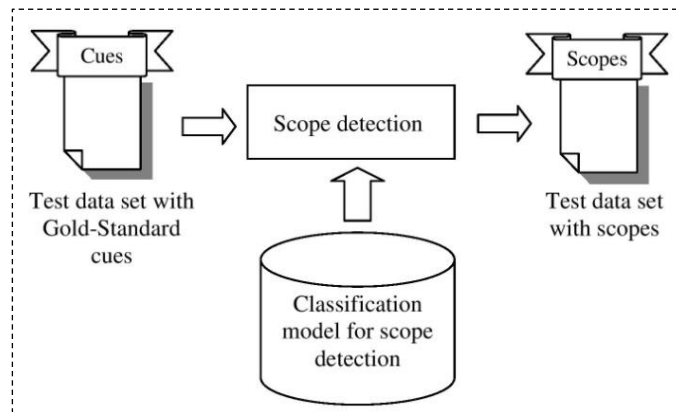 Cues
Test data set with
Gold-Standard
cues
Scope detection
Scopes
Test data set
with scopes
Classification
model for scope
detection